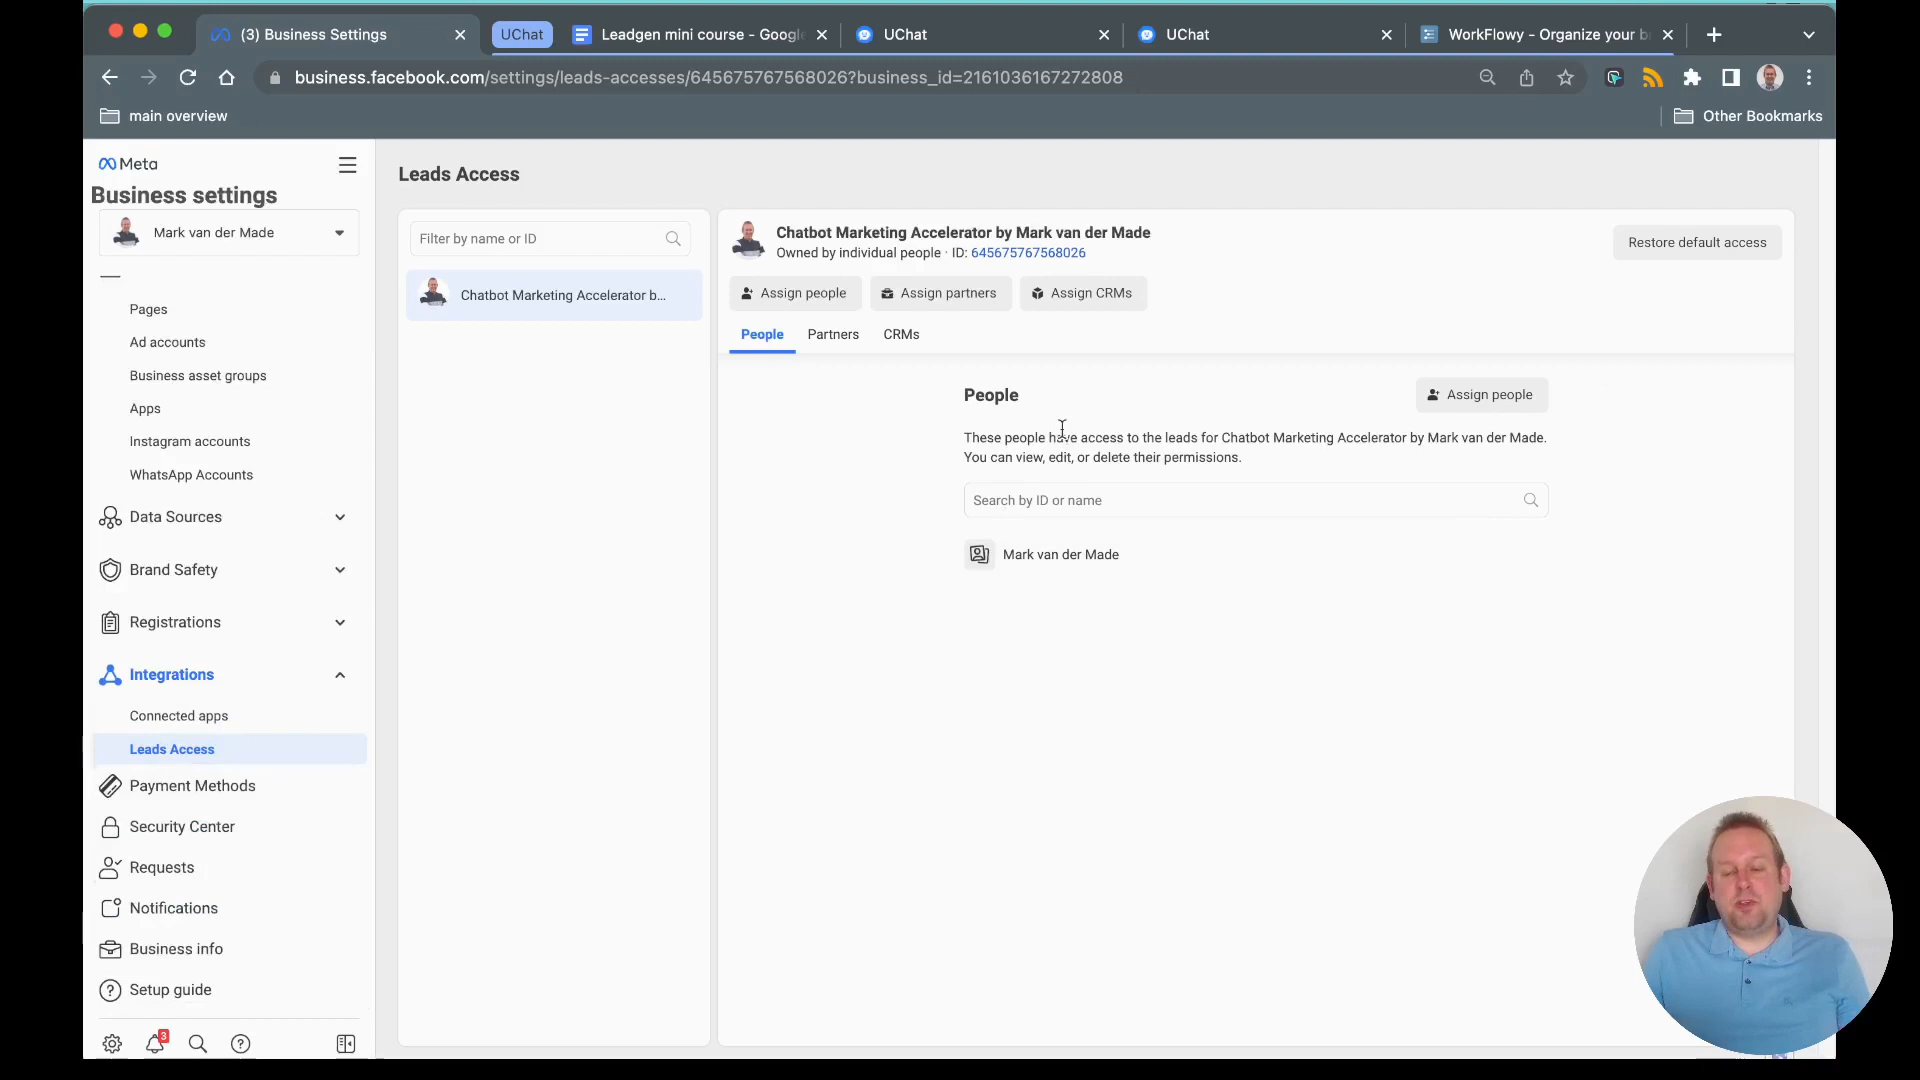 (3) Business Settings
UChat
Leadgen mini course - Google
UChat
UChat
WorkFlowy - Organize your b
business.facebook.com/settings/leads-accesses/645675767568026?business_id=2161036167272808
main overview
Other Bookmarks
Meta
Business settings
Mark van der Made
Pages
Ad accounts
Business asset groups
Apps
Instagram accounts
WhatsApp Accounts
Data Sources
Brand Safety
Registrations
Integrations
Connected apps
Leads Access
Payment Methods
Security Center
Requests
Notifications
Business info
Setup guide
3
Leads Access
Filter by name or ID
Chatbot Marketing Accelerator b...
Chatbot Marketing Accelerator by Mark van der Made
Owned by individual people · ID: 645675767568026
Restore default access
Assign people
Assign partners
Assign CRMs
People
Partners
CRMs
People
Assign people
These people have access to the leads for Chatbot Marketing Accelerator by Mark van der Made.
You can view, edit, or delete their permissions.
Search by ID or name
Mark van der Made